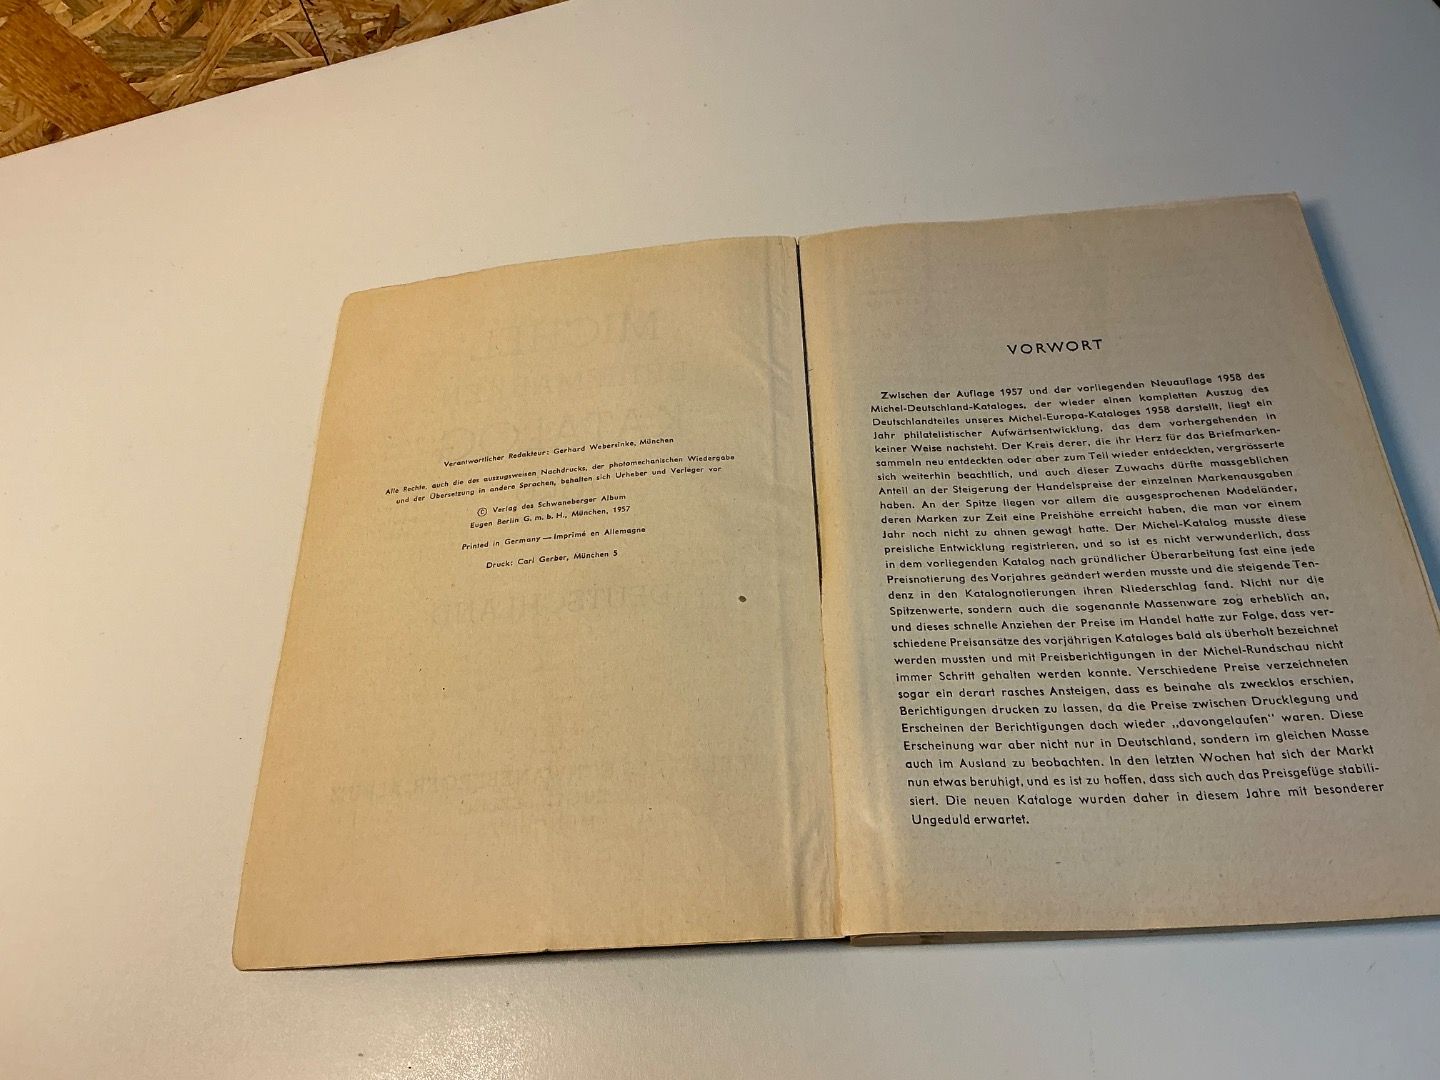 Verantwortlicher Redakteur: Gerhard Webersinke, München
Alle Rechte, auch die des auszugsweisen Nachdrucks, der photomechanischen Wiedergabe
und der Übersetzung in andere Sprachen, behalten sich Urheber und Verleger vor
© Verlag des Schwaneberger Album
Eugen Berlin G. m. b. H., München, 1957
Printed in Germany — Imprimé en Allemagne
Druck: Carl Gerber, München 5
VORWORT
Zwischen der Auflage 1957 und der vorliegenden Neuauflage 1958 des
Michel-Deutschland-Kataloges, der wieder einen kompletten Auszug des
Deutschlandteiles unseres Michel-Europa-Kataloges 1958 darstellt, liegt ein
Jahr philatelistischer Aufwärtsentwicklung, das dem vorhergehenden in
keiner Weise nachsteht. Der Kreis derer, die ihr Herz für das Briefmarken-
sammeln neu entdeckten oder aber zum Teil wieder entdeckten, vergrösserte
sich weiterhin beachtlich, und auch dieser Zuwachs dürfte massgeblichen
Anteil an der Steigerung der Handelspreise der einzelnen Markenausgaben
haben. An der Spitze liegen vor allem die ausgesprochenen Modeländer,
deren Marken zur Zeit eine Preishöhe erreicht haben, die man vor einem
Jahr noch nicht zu ahnen gewagt hatte. Der Michel-Katalog musste diese
preisliche Entwicklung registrieren, und so ist es nicht verwunderlich, dass
in dem vorliegenden Katalog nach gründlicher Überarbeitung fast eine jede
Preisnotierung des Vorjahres geändert werden musste und die steigende Ten-
denz in den Katalognotierungen ihren Niederschlag fand. Nicht nur die
Spitzenwerte, sondern auch die sogenannte Massenware zog erheblich an,
und dieses schnelle Anziehen der Preise im Handel hatte zur Folge, dass ver-
schiedene Preisansätze des vorjährigen Kataloges bald als überholt bezeichnet
werden mussten und mit Preisberichtigungen in der Michel-Rundschau nicht
immer Schritt gehalten werden konnte. Verschiedene Preise verzeichneten
sogar ein derart rasches Ansteigen, dass es beinahe als zwecklos erschien,
Berichtigungen drucken zu lassen, da die Preise zwischen Drucklegung und
Erscheinen der Berichtigungen doch wieder „davongelaufen" waren. Diese
Erscheinung war aber nicht nur in Deutschland, sondern im gleichen Masse
auch im Ausland zu beobachten. In den letzten Wochen hat sich der Markt
nun etwas beruhigt, und es ist zu hoffen, dass sich auch das Preisgefüge stabili-
siert. Die neuen Kataloge wurden daher in diesem Jahre mit besonderer
Ungeduld erwartet.